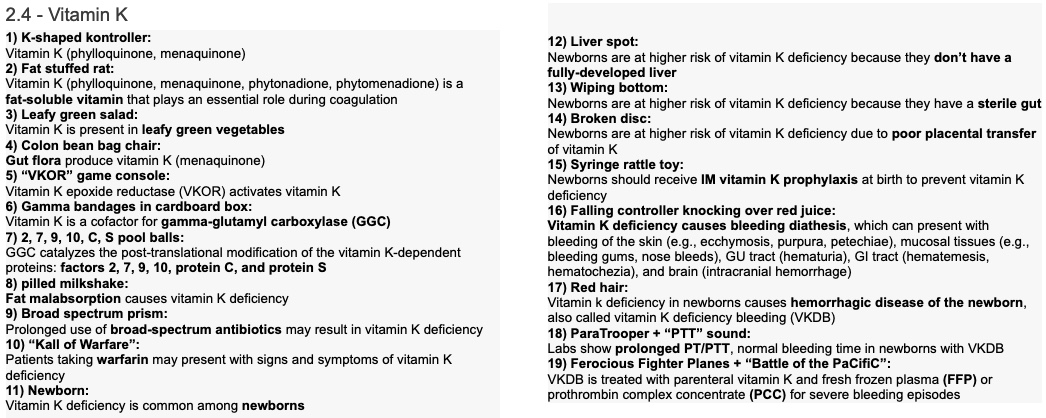 2.4 - Vitamin K
1) K-shaped kontroller:
Vitamin K (phylloquinone, menaquinone)
2) Fat stuffed rat:
Vitamin K (phylloquinone, menaquinone, phytonadione, phytomenadione) is a
fat-soluble vitamin that plays an essential role during coagulation
3) Leafy green salad:
Vitamin K is present in leafy green vegetables
4) Colon bean bag chair:
Gut flora produce vitamin K (menaquinone)
5) “VKOR” game console:
Vitamin K epoxide reductase (VKOR) activates vitamin K
6) Gamma bandages in cardboard box:
Vitamin K is a cofactor for gamma-glutamyl carboxylase (GGC)
7) 2, 7, 9, 10, C, S pool balls:
GGC catalyzes the post-translational modification of the vitamin K-dependent
proteins: factors 2, 7, 9, 10, protein C, and protein S
8) pilled milkshake:
Fat malabsorption causes vitamin K deficiency
9) Broad spectrum prism:
Prolonged use of broad-spectrum antibiotics may result in vitamin K deficiency
10) “Kall of Warfare”:
Patients taking warfarin may present with signs and symptoms of vitamin K
deficiency
11) Newborn:
Vitamin K deficiency is common among newborns
12) Liver spot:
Newborns are at higher risk of vitamin K deficiency because they don’t have a
fully-developed liver
13) Wiping bottom:
Newborns are at higher risk of vitamin K deficiency because they have a sterile gut
14) Broken disc:
Newborns are at higher risk of vitamin K deficiency due to poor placental transfer
of vitamin K
15) Syringe rattle toy:
Newborns should receive IM vitamin K prophylaxis at birth to prevent vitamin K
deficiency
16) Falling controller knocking over red juice:
Vitamin K deficiency causes bleeding diathesis, which can present with
bleeding of the skin (e.g., ecchymosis, purpura, petechiae), mucosal tissues (e.g.,
bleeding gums, nose bleeds), GU tract (hematuria), GI tract (hematemesis,
hematochezia), and brain (intracranial hemorrhage)
17) Red hair:
Vitamin k deficiency in newborns causes hemorrhagic disease of the newborn,
also called vitamin K deficiency bleeding (VKDB)
18) ParaTrooper + “PTT” sound:
Labs show prolonged PT/PTT, normal bleeding time in newborns with VKDB
19) Ferocious Fighter Planes + “Battle of the PaCifiC”:
VKDB is treated with parenteral vitamin K and fresh frozen plasma (FFP) or
prothrombin complex concentrate (PCC) for severe bleeding episodes